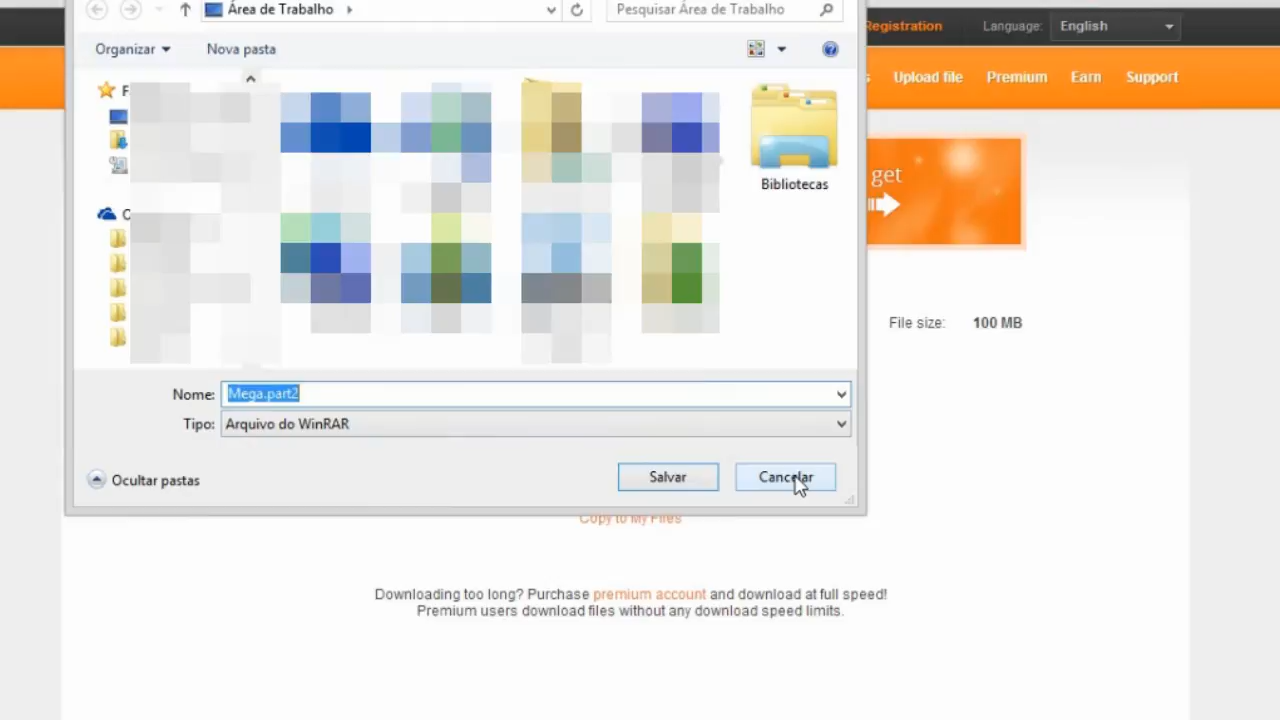 Área de Trabalho
Pesquisar Área de Trabalho
Registration
Language:
English
Organizar
Nova pasta
Upload file
Premium
Earn
Support
get
Bibliotecas
File size: 100 MB
Nome: Mega.part2
Tipo: Arquivo do WinRAR
Ocultar pastas
Salvar
Cancelar
Copy to My Files
Downloading too long? Purchase premium account and download at full speed!
Premium users download files without any download speed limits.